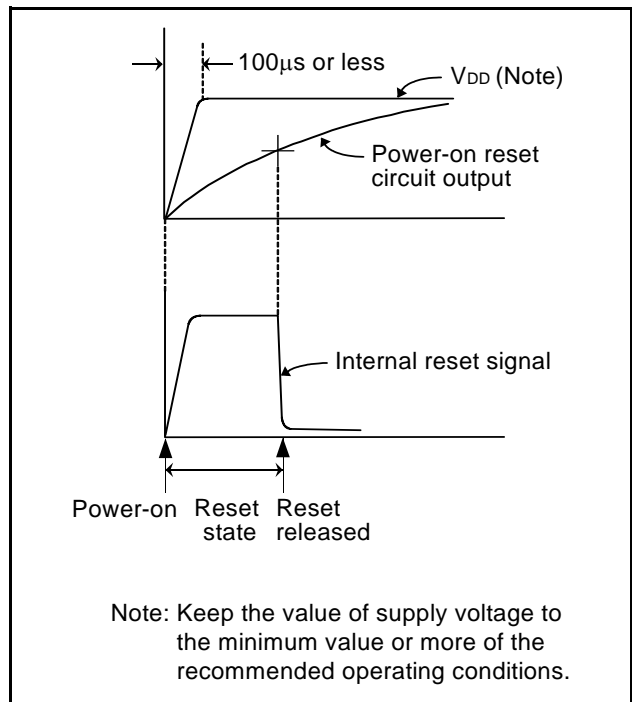 100μs or less
VDD (Note)
Power-on reset
circuit output
Internal reset signal
Power-on Reset Reset
state released
Note: Keep the value of supply voltage to
the minimum value or more of the
recommended operating conditions.